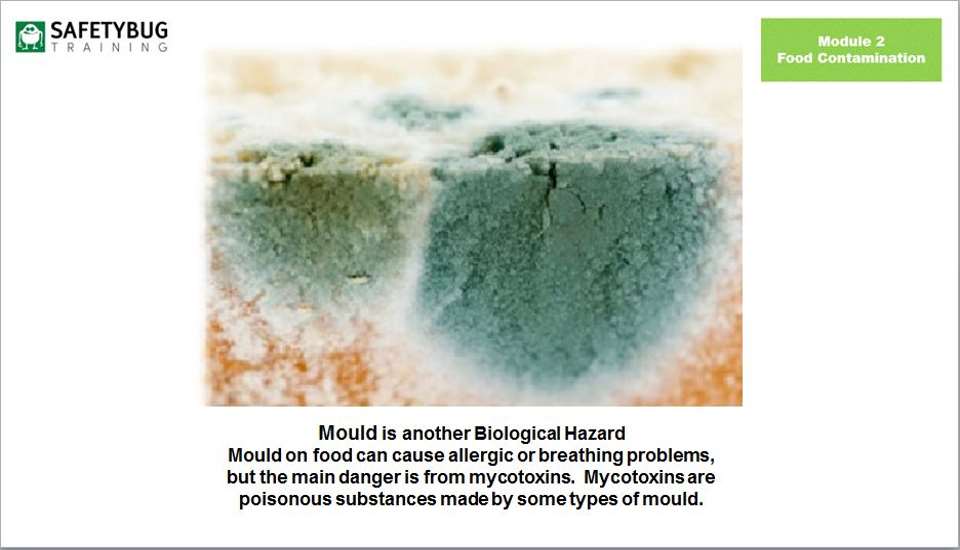 SAFETYBUG
TRAINING
Module 2
Food Contamination
Mould is another Biological Hazard
Mould on food can cause allergic or breathing problems,
but the main danger is from mycotoxins. Mycotoxins are
poisonous substances made by some types of mould.